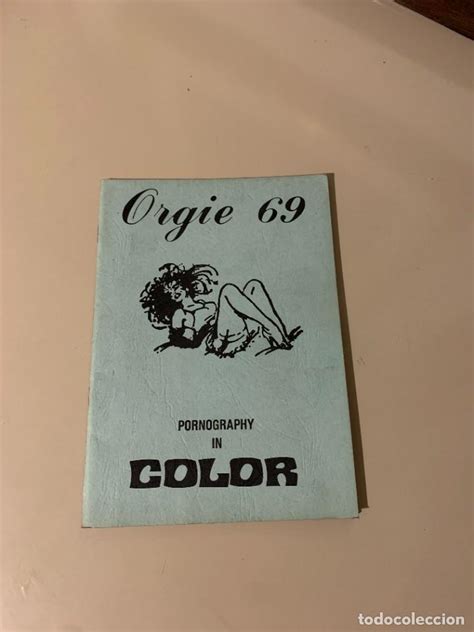 Orgie 69
PORNOGRAPHY
IN
COLOR
todocoleccion